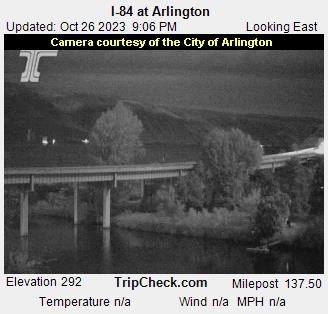 I-84 at Arlington
Updated: Oct 26 2023 9:06 PM Looking East
Camera courtesy of the City of Arlington
Elevation 292 TripCheck.com Milepost 137.50
Temperature n/a Wind n/a MPH n/a